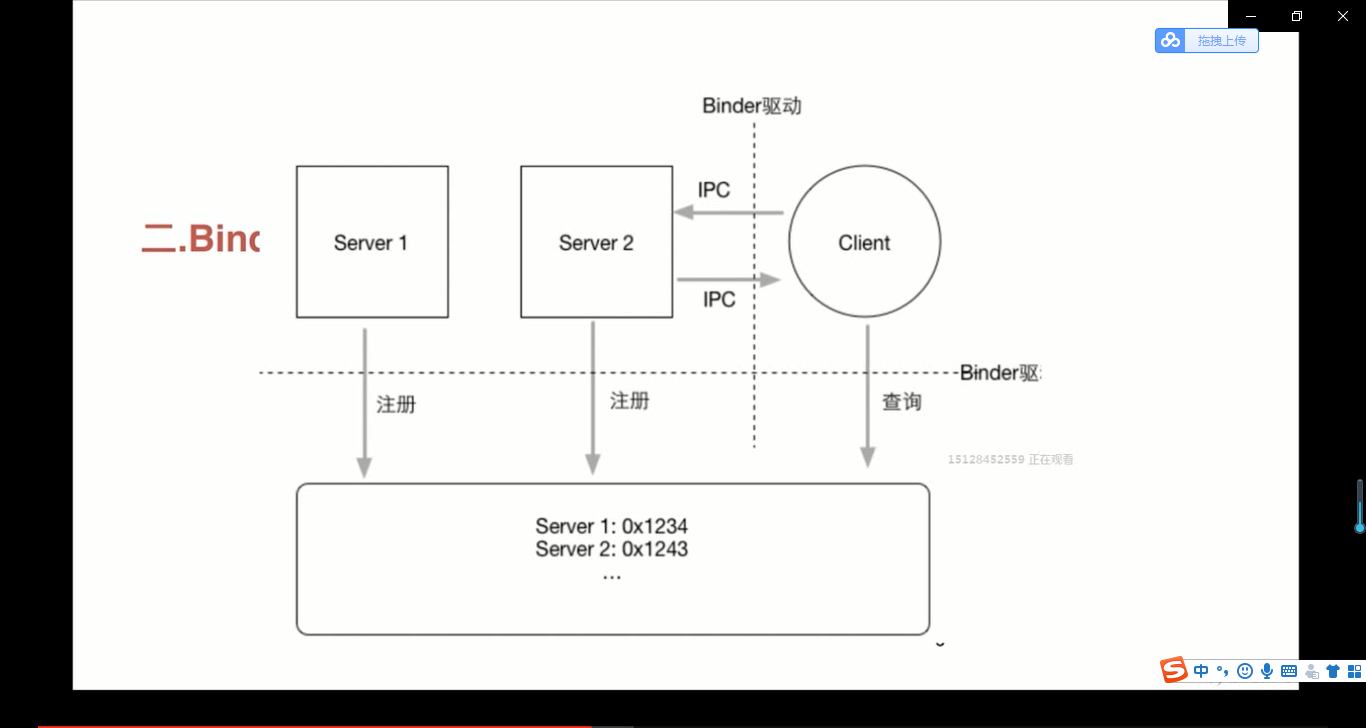 拖拽上传
Binder驱动
IPC
二.Binc
Server 1
Server 2
Client
IPC
Binder驱
注册
注册
查询
15128452559 正在观看
Server 1: 0x1234
Server 2: 0x1243
...
S中